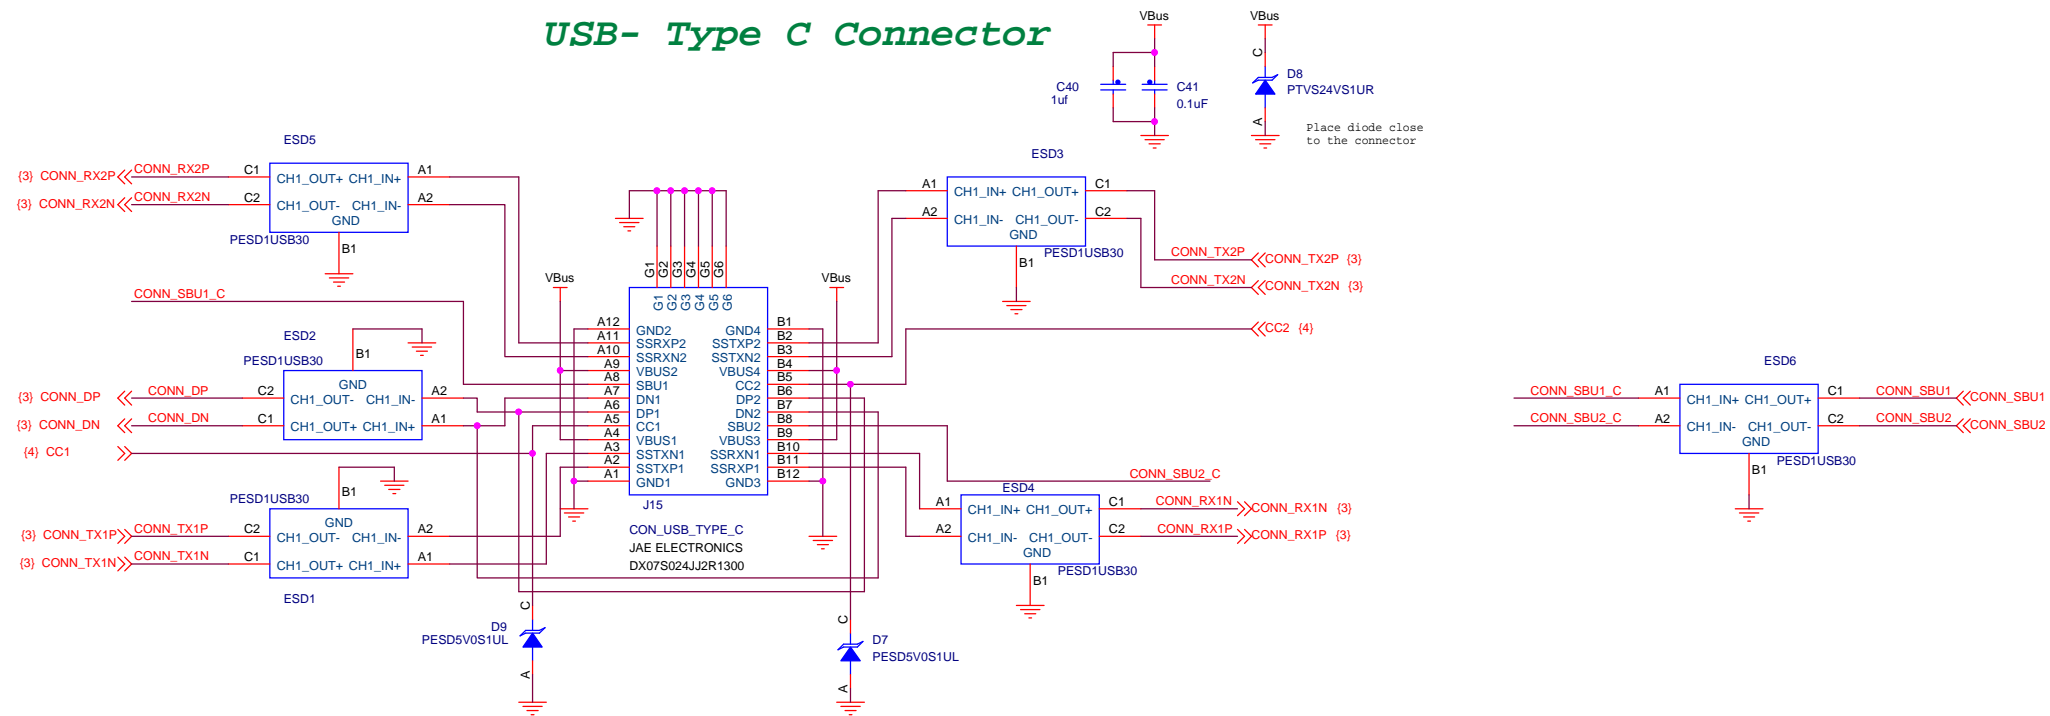 USB- Type C Connector
VBus
C40
1uf
C41
0.1uF
VBus
C
D8
PTVS24VS1UR
A
Place diode close
to the connector
ESD5
{3} CONN_RX2P
CONN_RX2P
C1
CH1_OUT+ CH1_IN+
A1
{3} CONN_RX2N
CONN_RX2N
C2
CH1_OUT- CH1_IN-
A2
GND
PESD1USB30
B1
CONN_SBU1_C
ESD2
PESD1USB30
B1
GND
{3} CONN_DP
CONN_DP
C2
CH1_OUT- CH1_IN-
A2
{3} CONN_DN
CONN_DN
C1
CH1_OUT+ CH1_IN+
A1
{4} CC1
PESD1USB30
B1
GND
{3} CONN_TX1P
CONN_TX1P
C2
CH1_OUT- CH1_IN-
A2
{3} CONN_TX1N
CONN_TX1N
C1
CH1_OUT+ CH1_IN+
A1
ESD1
VBus
VBus
G1 G2 G3 G4 G5 G6
G1 G2 G3 G4 G5 G6
A12 GND2 GND4 B1
A11 SSRXP2 SSTXP2 B2
A10 SSRXN2 SSTXN2 B3
A9 VBUS2 VBUS4 B4
A8 SBU1 CC2 B5
A7 DN1 DP2 B6
A6 DP1 DN2 B7
A5 CC1 SBU2 B8
A4 VBUS1 VBUS3 B9
A3 SSTXN1 SSRXN1 B10
A2 SSTXP1 SSRXP1 B11
A1 GND1 GND3 B12
J15
CON_USB_TYPE_C
JAE ELECTRONICS
DX07S024JJ2R1300
C
D9
PESD5V0S1UL
A
C
D7
PESD5V0S1UL
A
ESD3
A1
CH1_IN+ CH1_OUT+
C1
A2
CH1_IN- CH1_OUT-
C2
GND
PESD1USB30
B1
CONN_TX2P
CONN_TX2P {3}
CONN_TX2N
CONN_TX2N {3}
CC2 {4}
CONN_SBU2_C
ESD4
A1
CH1_IN+ CH1_OUT+
C1
CONN_RX1N
CONN_RX1N {3}
A2
CH1_IN- CH1_OUT-
C2
CONN_RX1P
CONN_RX1P {3}
GND
PESD1USB30
B1
ESD6
CONN_SBU1_C
A1
CH1_IN+ CH1_OUT+
C1
CONN_SBU1
CONN_SBU1
CONN_SBU2_C
A2
CH1_IN- CH1_OUT-
C2
CONN_SBU2
CONN_SBU2
GND
PESD1USB30
B1